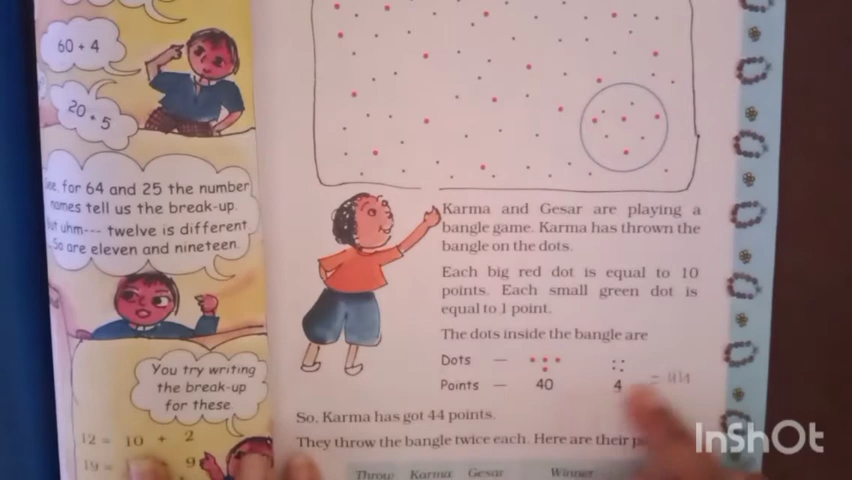 60 + 4
20 + 5
for 64 and 25 the number
names tell us the break-up.
twelve is different.
So are eleven and nineteen.
You try writing
the break-up
for these.
12 = 10 + 2
19 = 9
Karma and Gesar are playing a
bangle game. Karma has thrown the
bangle on the dots.
Each big red dot is equal to 10
points. Each small green dot is
equal to 1 point.
The dots inside the bangle are
Dots —
Points — 40 4 = 44
So, Karma has got 44 points.
They throw the bangle twice each. Here are their
Throw Karma Gesar Winner
InShOt